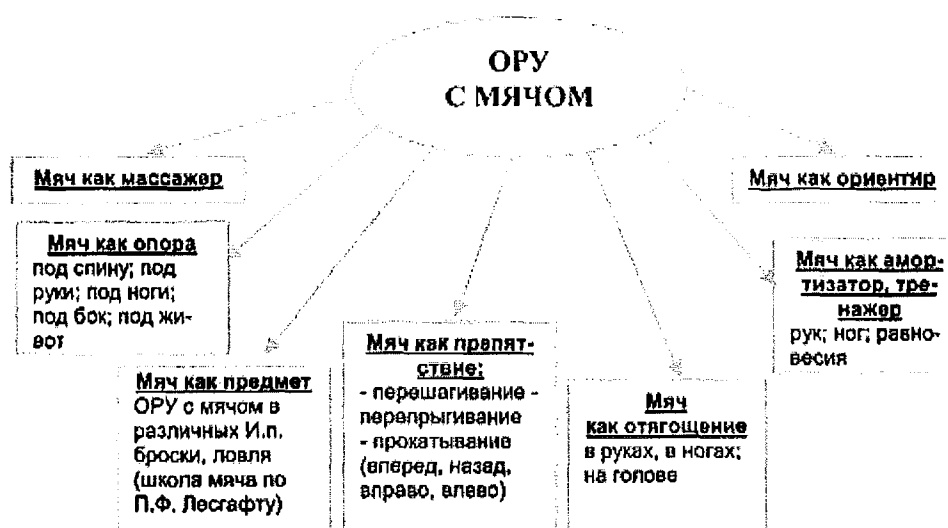 ОРУ
С МЯЧОМ
Мяч как массажер
Мяч как ориентир
Мяч как опора
под спину; под
руки; под ноги;
под бок; под жи-
вот
Мяч как амор-
тизатор, тре-
нажер
рук; ног; равно-
весия
Мяч как предмет
ОРУ с мячом в
различных И.п.
броски, ловля
(школа мяча по
П.Ф. Лесгафту)
Мяч как препят-
ствие:
- перешагивание -
перепрыгивание
- прокатывание
(вперед, назад,
вправо, влево)
Мяч
как отягощение
в руках, в ногах;
на голове